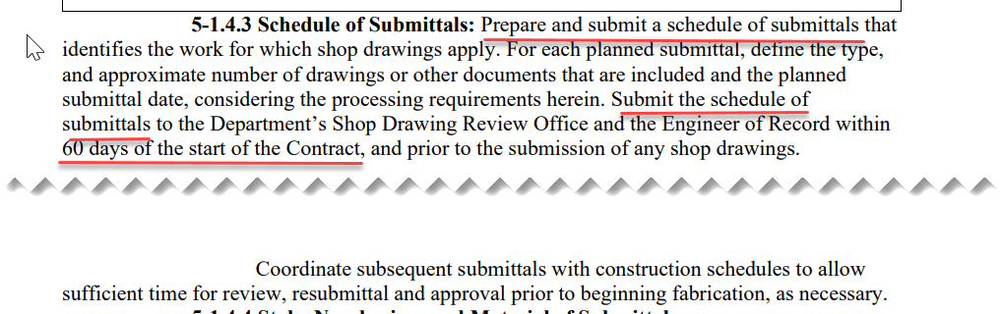 5-1.4.3 Schedule of Submittals: Prepare and submit a schedule of submittals that
identifies the work for which shop drawings apply. For each planned submittal, define the type,
and approximate number of drawings or other documents that are included and the planned
submittal date, considering the processing requirements herein. Submit the schedule of
submittals to the Department’s Shop Drawing Review Office and the Engineer of Record within
60 days of the start of the Contract, and prior to the submission of any shop drawings.
Coordinate subsequent submittals with construction schedules to allow
sufficient time for review, resubmittal and approval prior to beginning fabrication, as necessary.